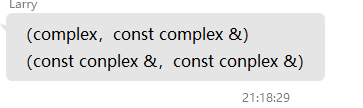 Larry
(complex，const complex &)
(const conplex &，const conplex &)
21:18:29